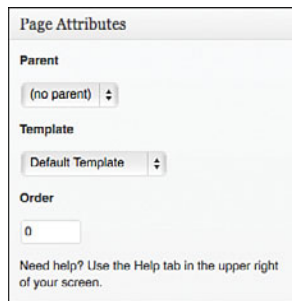 Page Attributes
Parent
(no parent)
Template
Default Template
Order
0
Need help? Use the Help tab in the upper right
of your screen.